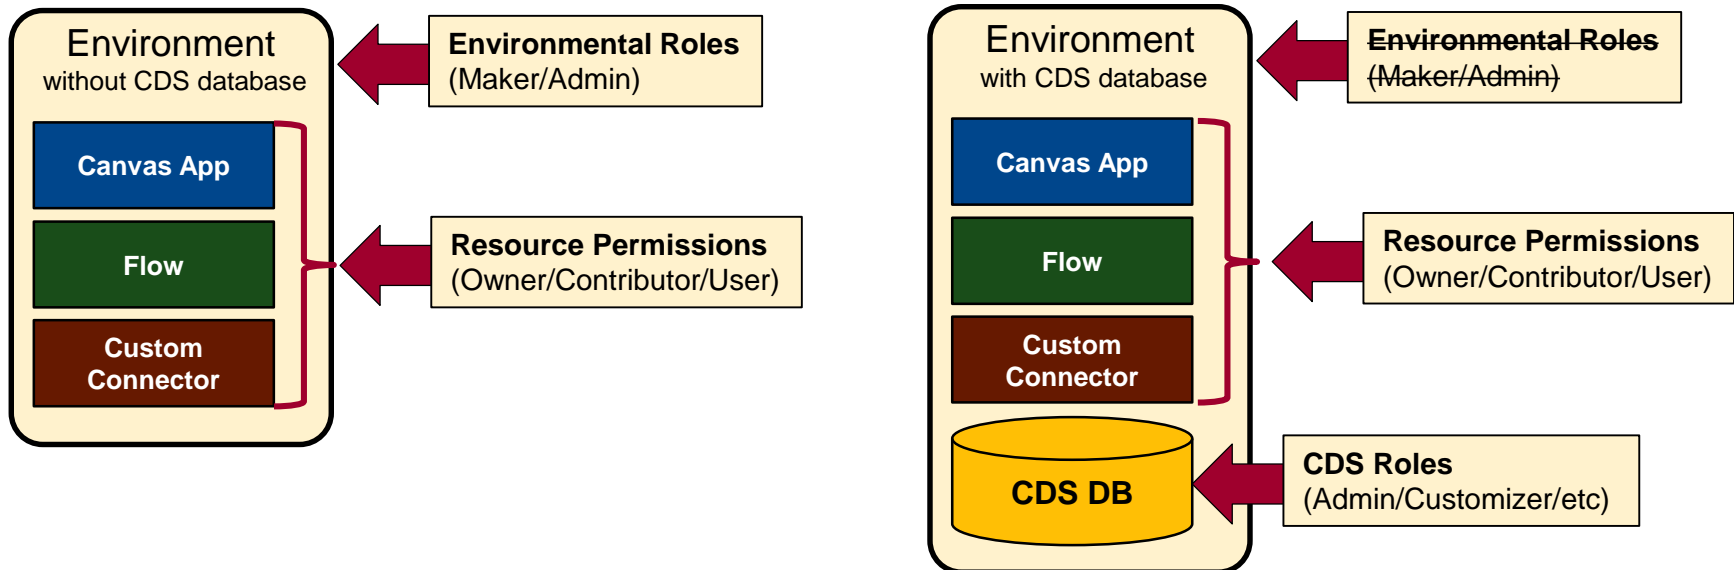 Environment
without CDS database
Environmental Roles
(Maker/Admin)
Canvas App
Flow
Custom
Connector
Resource Permissions
(Owner/Contributor/User)
Environment
with CDS database
Environmental Roles
(Maker/Admin)
Canvas App
Flow
Custom
Connector
Resource Permissions
(Owner/Contributor/User)
CDS DB
CDS Roles
(Admin/Customizer/etc)